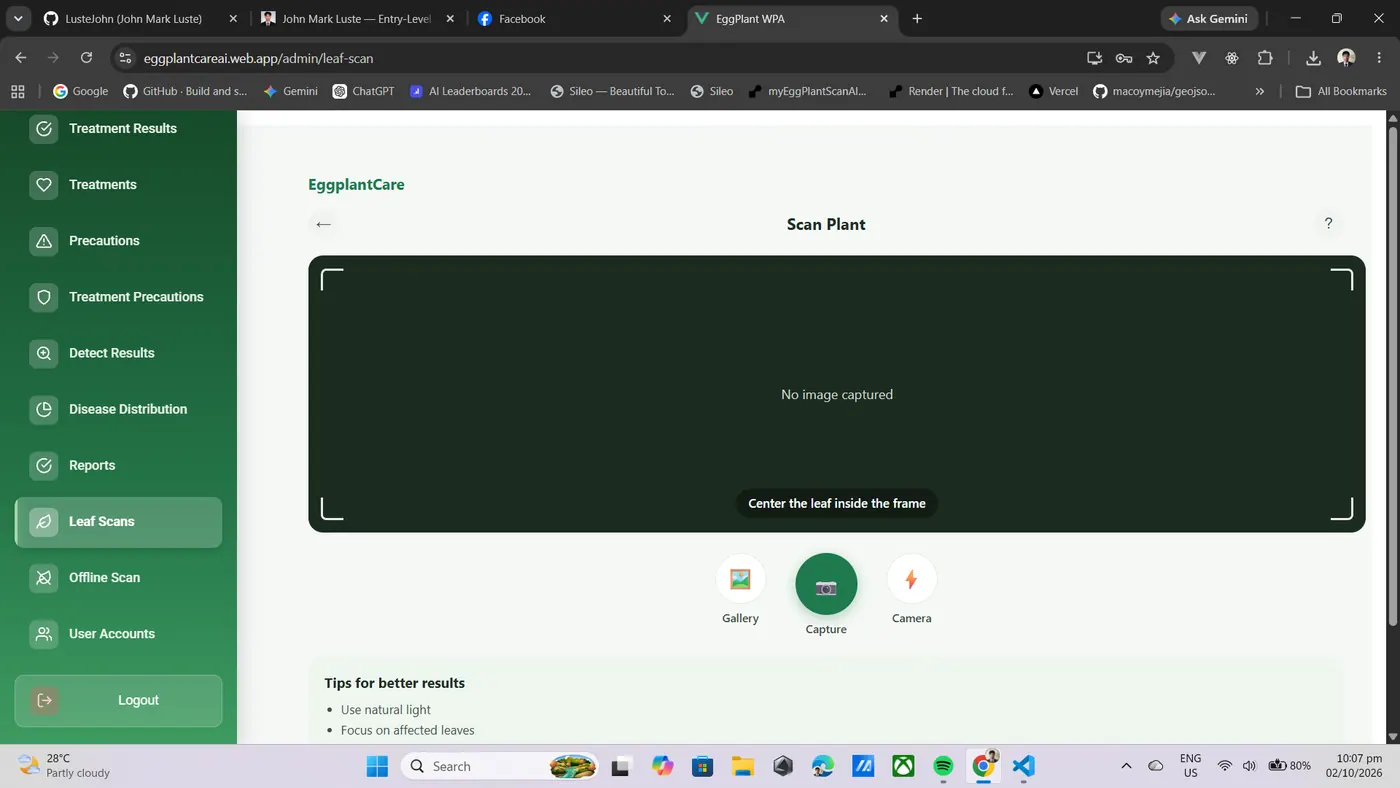 LusteJohn (John Mark Luste)
John Mark Luste — Entry-Level
Facebook
EggPlant WPA
Ask Gemini
eggplantcareai.web.app/admin/leaf-scan
Google
GitHub · Build and s...
Gemini
ChatGPT
AI Leaderboards 20...
Sileo — Beautiful To...
Sileo
myEggPlantScanAI...
Render | The cloud f...
Vercel
macoymejia/geojso...
»
All Bookmarks
Treatment Results
Treatments
Precautions
Treatment Precautions
Detect Results
Disease Distribution
Reports
Leaf Scans
Offline Scan
User Accounts
Logout
EggplantCare
←
Scan Plant
?
No image captured
Center the leaf inside the frame
Gallery
Capture
Camera
Tips for better results
• Use natural light
• Focus on affected leaves
28°C
Partly cloudy
Search
ENG
US
80%
10:07 pm
02/10/2026